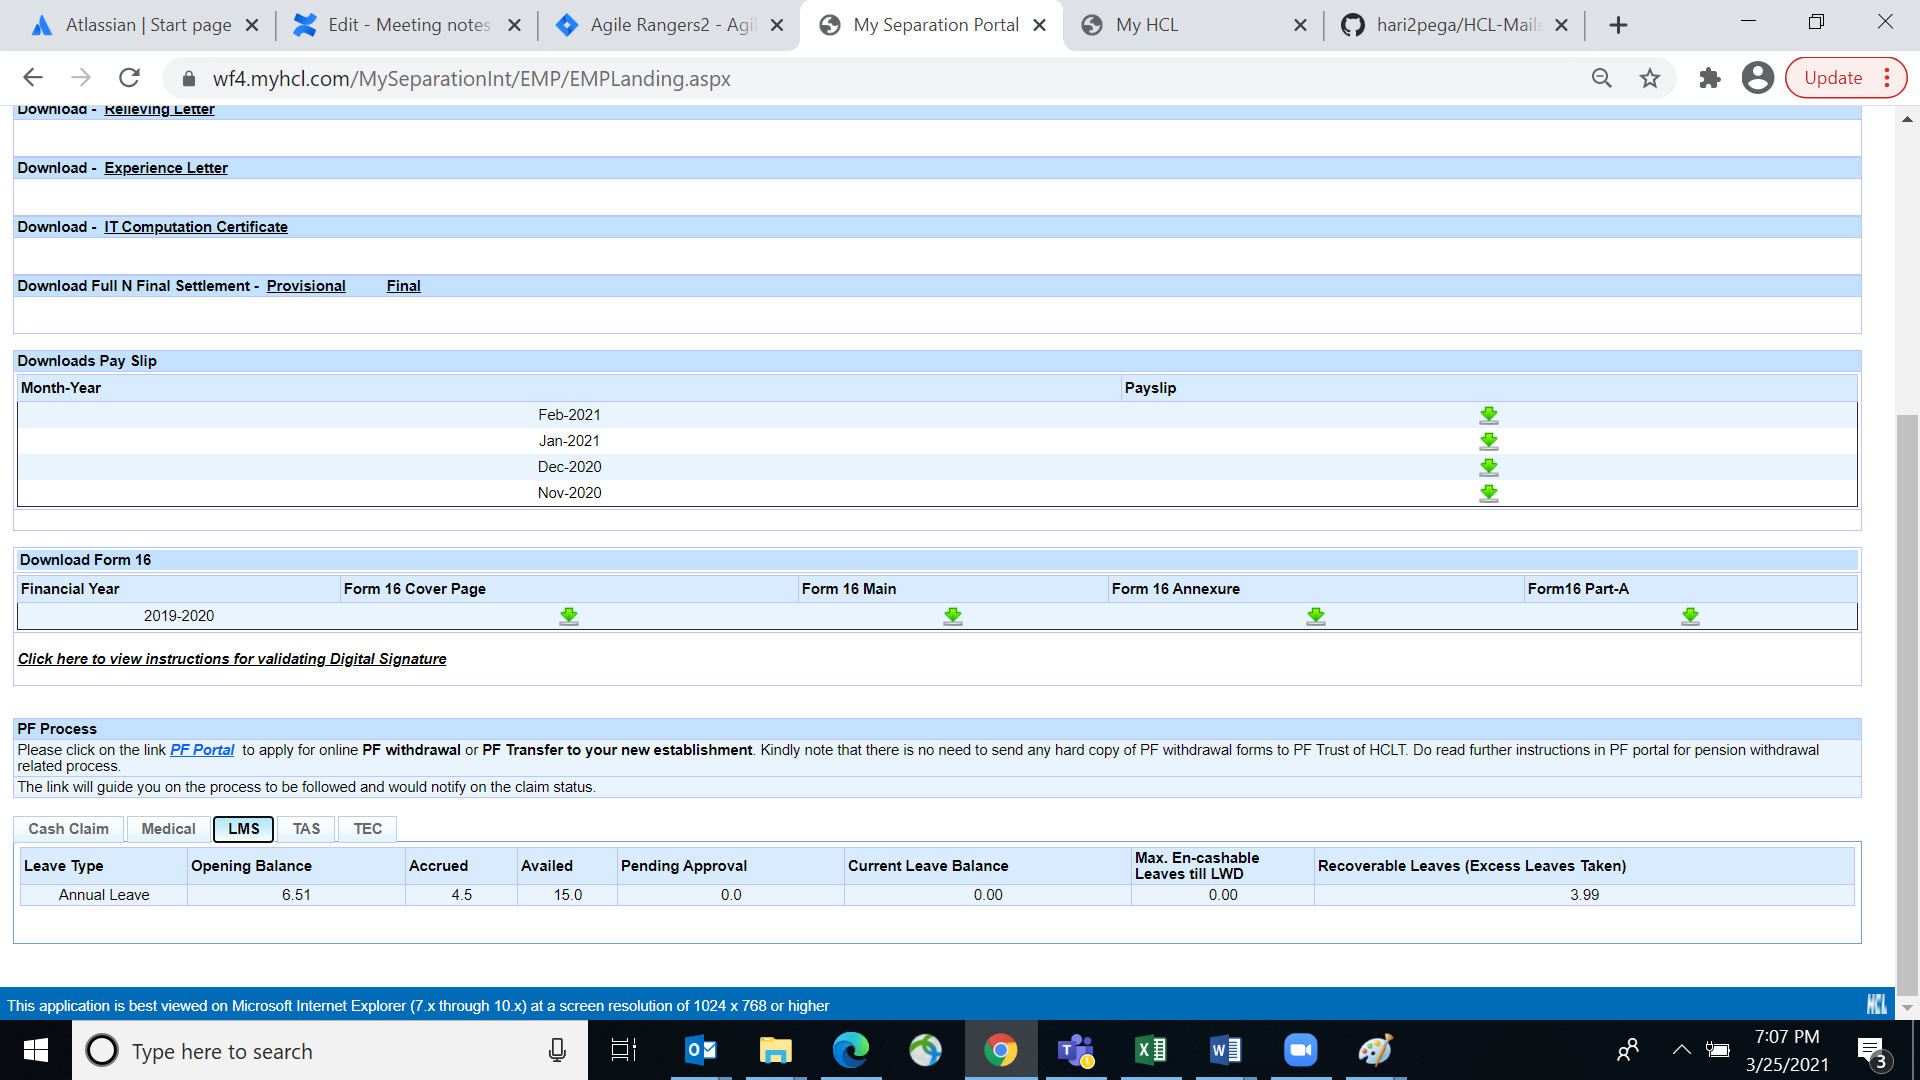 Atlassian | Start page
Edit - Meeting notes
Agile Rangers2 - Agil
My Separation Portal
My HCL
hari2pega/HCL-Mails
wf4.myhcl.com/MySeparationInt/EMP/EMPLanding.aspx
Update
Download - Relieving Letter
Download - Experience Letter
Download - IT Computation Certificate
Download Full N Final Settlement - Provisional Final
Downloads Pay Slip
Month-Year Payslip
Feb-2021
Jan-2021
Dec-2020
Nov-2020
Download Form 16
Financial Year Form 16 Cover Page Form 16 Main Form 16 Annexure Form16 Part-A
2019-2020
Click here to view instructions for validating Digital Signature
PF Process
Please click on the link PF Portal to apply for online PF withdrawal or PF Transfer to your new establishment. Kindly note that there is no need to send any hard copy of PF withdrawal forms to PF Trust of HCLT. Do read further instructions in PF portal for pension withdrawal
related process.
The link will guide you on the process to be followed and would notify on the claim status.
Cash Claim Medical LMS TAS TEC
Leave Type Opening Balance Accrued Availed Pending Approval Current Leave Balance Max. En-cashable Leaves till LWD Recoverable Leaves (Excess Leaves Taken)
Annual Leave 6.51 4.5 15.0 0.0 0.00 0.00 3.99
This application is best viewed on Microsoft Internet Explorer (7.x through 10.x) at a screen resolution of 1024 x 768 or higher
HCL
Type here to search
7:07 PM
3/25/2021
3